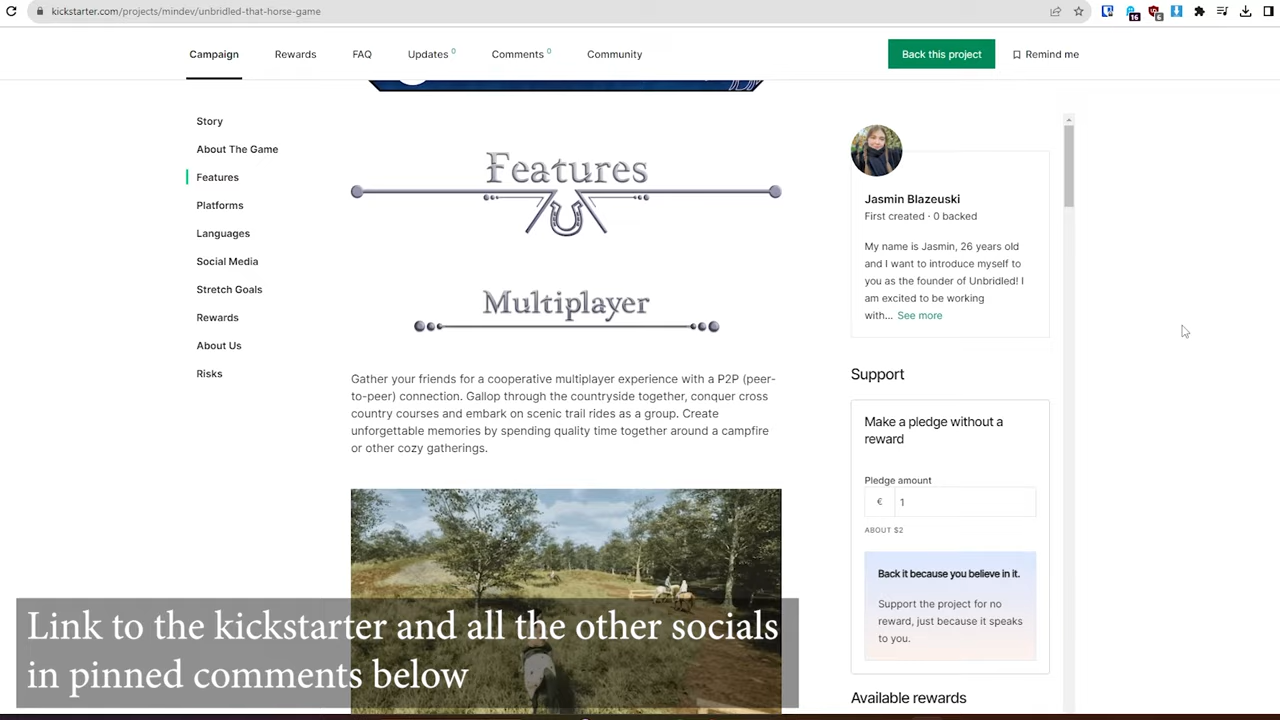 kickstarter.com/projects/mindev/unbridled-that-horse-game
16
6
Campaign
Rewards
FAQ
Updates 0
Comments 0
Community
Back this project
Remind me
Story
About The Game
Features
Platforms
Languages
Social Media
Stretch Goals
Rewards
About Us
Risks
Features
Multiplayer
Gather your friends for a cooperative multiplayer experience with a P2P (peer-
to-peer) connection. Gallop through the countryside together, conquer cross
country courses and embark on scenic trail rides as a group. Create
unforgettable memories by spending quality time together around a campfire
or other cozy gatherings.
Jasmin Blazeuski
First created · 0 backed
My name is Jasmin, 26 years old
and I want to introduce myself to
you as the founder of Unbridled! I
am excited to be working
with... See more
Support
Make a pledge without a
reward
Pledge amount
€ 1
ABOUT $2
Back it because you believe in it.
Support the project for no
reward, just because it speaks
to you.
Available rewards
Link to the kickstarter and all the other socials
in pinned comments below